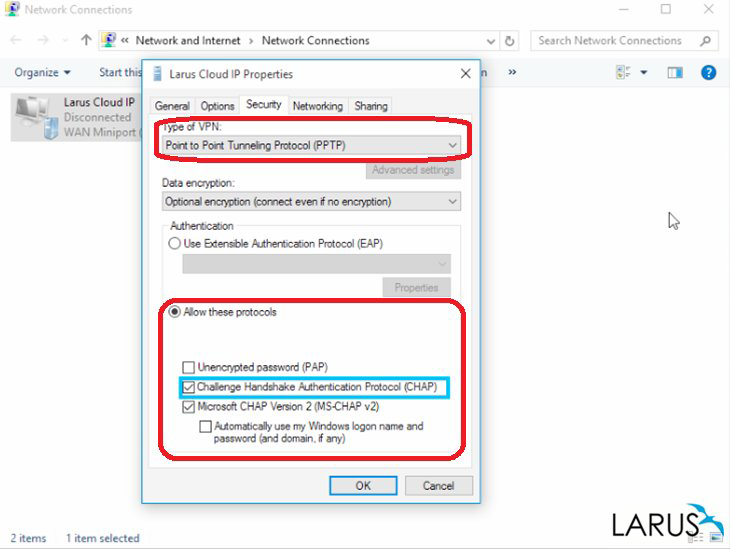 Network Connections
« Network and Internet > Network Connections
Search Network Connections
Organize
Start this
n
»
Larus Cloud IP
Disconnected
WAN Miniport (
Larus Cloud IP Properties
General
Options
Security
Networking
Sharing
Type of VPN:
Point to Point Tunneling Protocol (PPTP)
Advanced settings
Data encryption:
Optional encryption (connect even if no encryption)
Authentication
Use Extensible Authentication Protocol (EAP)
Properties
Allow these protocols
Unencrypted password (PAP)
Challenge Handshake Authentication Protocol (CHAP)
Microsoft CHAP Version 2 (MS-CHAP v2)
Automatically use my Windows logon name and
password (and domain, if any)
OK
Cancel
2 items
1 item selected
LARUS